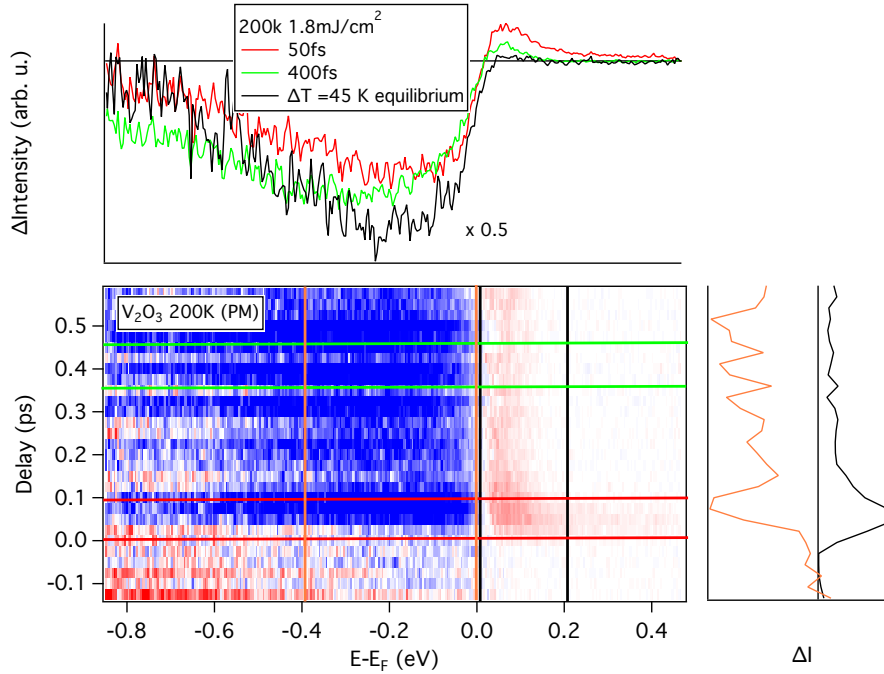 200k 1.8mJ/cm²
50fs
400fs
ΔT =45 K equilibrium
ΔIntensity (arb. u.)
x 0.5
V₂O₃ 200K (PM)
Delay (ps)
0.5
0.4
0.3
0.2
0.1
0.0
-0.1
-0.8
-0.6
-0.4
-0.2
0.0
0.2
0.4
E-E_F (eV)
ΔI